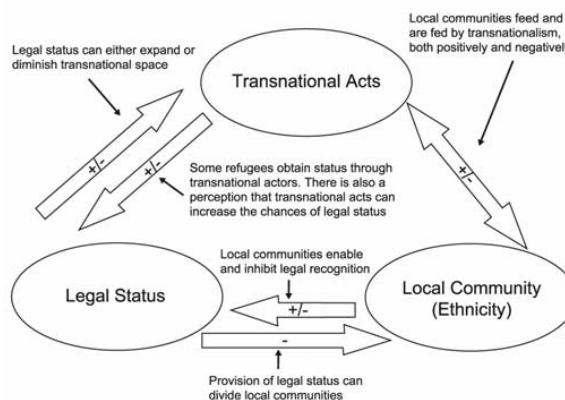 Legal status can either expand or
diminish transnational space
Local communities feed and
are fed by transnationalism,
both positively and negatively
Transnational Acts
+/-
+/-
+/-
Some refugees obtain status through
transnational actors. There is also a
perception that transnational acts can
increase the chances of legal status
Local communities enable
and inhibit legal recognition
Legal Status
+/-
-
Local Community
(Ethnicity)
Provision of legal status can
divide local communities